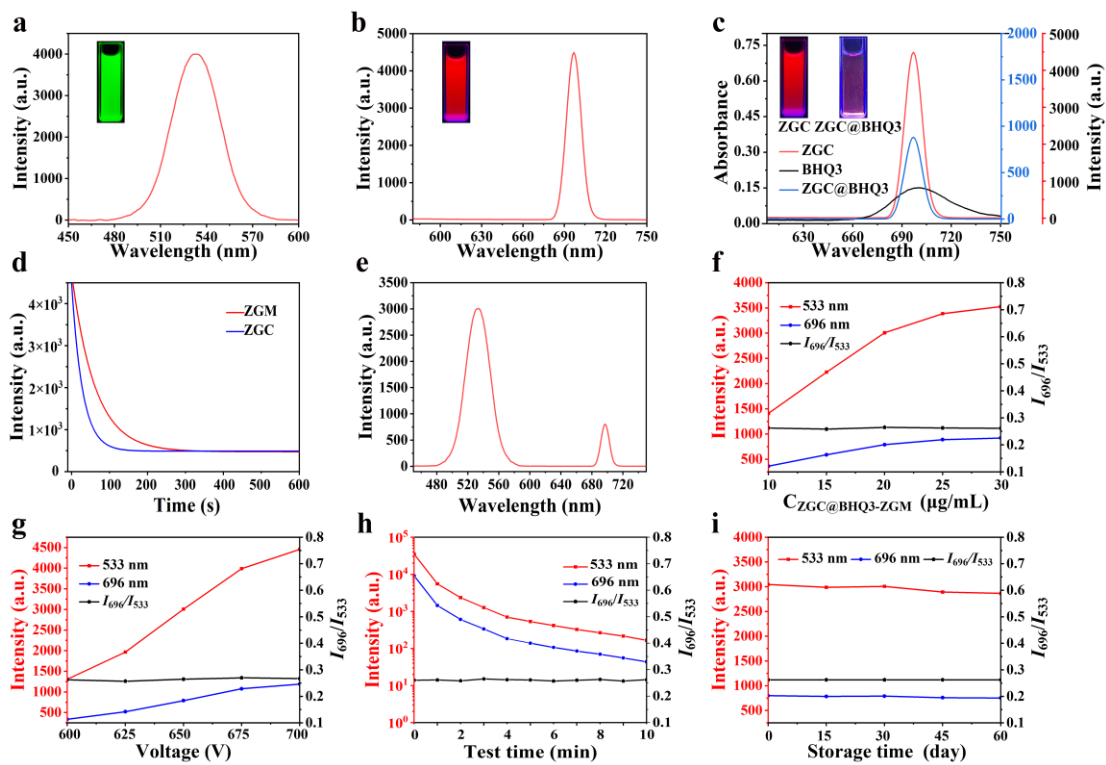 a
4000
3000
2000
1000
0
Intensity (a.u.)
450 480 510 540 570 600
Wavelength (nm)
b
5000
4000
3000
2000
1000
0
Intensity (a.u.)
600 630 660 690 720 750
Wavelength (nm)
c
0.75
0.60
0.45
0.30
0.15
0.00
Absorbance
ZGC ZGC@BHQ3
ZGC
BHQ3
ZGC@BHQ3
2000
1500
1000
500
0
5000
4000
3000
2000
1000
0
Intensity (a.u.)
630 660 690 720 750
Wavelength (nm)
d
4×10³
3×10³
2×10³
1×10³
0
Intensity (a.u.)
ZGM
ZGC
0 100 200 300 400 500 600
Time (s)
e
3500
3000
2500
2000
1500
1000
500
0
Intensity (a.u.)
480 540 600 660 720
Wavelength (nm)
f
4000
3500
3000
2500
2000
1500
1000
500
Intensity (a.u.)
533 nm
696 nm
I₆₉₆/I₅₃₃
0.8
0.7
0.6
0.5
0.4
0.3
0.2
0.1
I₆₉₆/I₅₃₃
10 15 20 25 30
C_ZGC@BHQ3-ZGM (μg/mL)
g
4500
4000
3500
3000
2500
2000
1500
1000
500
Intensity (a.u.)
533 nm
696 nm
I₆₉₆/I₅₃₃
0.8
0.7
0.6
0.5
0.4
0.3
0.2
0.1
I₆₉₆/I₅₃₃
600 625 650 675 700
Voltage (V)
h
10⁵
10⁴
10³
10²
10¹
10⁰
Intensity (a.u.)
533 nm
696 nm
I₆₉₆/I₅₃₃
0.8
0.7
0.6
0.5
0.4
0.3
0.2
0.1
I₆₉₆/I₅₃₃
0 2 4 6 8 10
Test time (min)
i
4000
3500
3000
2500
2000
1500
1000
500
Intensity (a.u.)
533 nm 696 nm I₆₉₆/I₅₃₃
0.8
0.7
0.6
0.5
0.4
0.3
0.2
0.1
I₆₉₆/I₅₃₃
0 15 30 45 60
Storage time (day)